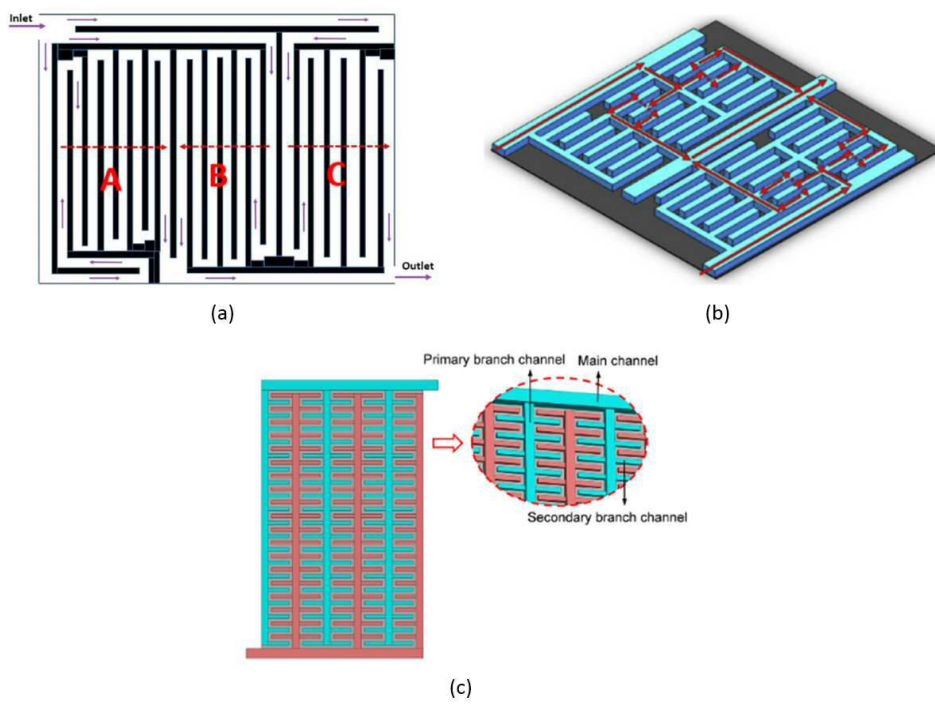 Inlet
A
B
C
Outlet
(a)
(b)
Primary branch channel
Main channel
Secondary branch channel
(c)